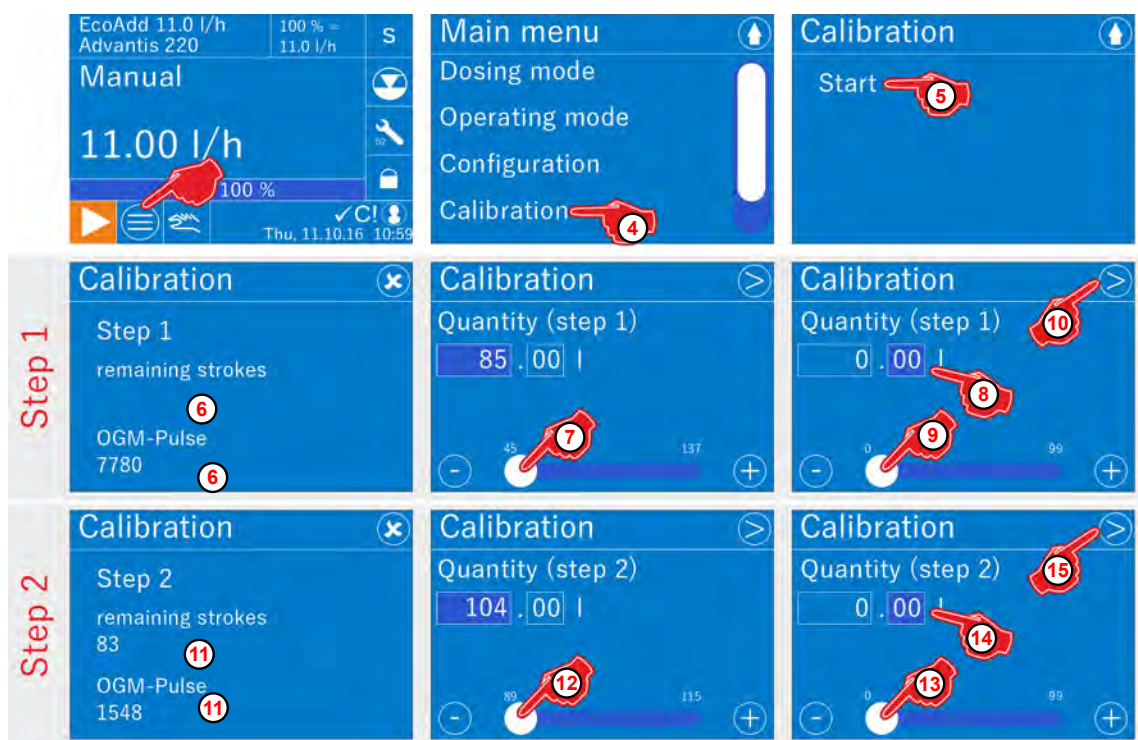 EcoAdd 11.0 l/h
Advantis 220
100 % =
11.0 l/h
S
Manual
11.00 l/h
52
100 %
✓C!
Thu, 11.10.16 10:59
Main menu
Dosing mode
Operating mode
Configuration
Calibration
4
Calibration
Start
5
Step 1
Calibration
Step 1
remaining strokes
6
OGM-Pulse
7780
6
Calibration
Quantity (step 1)
85 . 00 l
7
45 137
- +
Calibration
10
Quantity (step 1)
0 . 00 l
8
9
0 99
- +
Step 2
Calibration
Step 2
remaining strokes
83
11
OGM-Pulse
1548
11
Calibration
Quantity (step 2)
104 . 00 l
12
89 115
- +
Calibration
Quantity (step 2)
15
0 . 00 l
14
13
0 99
- +